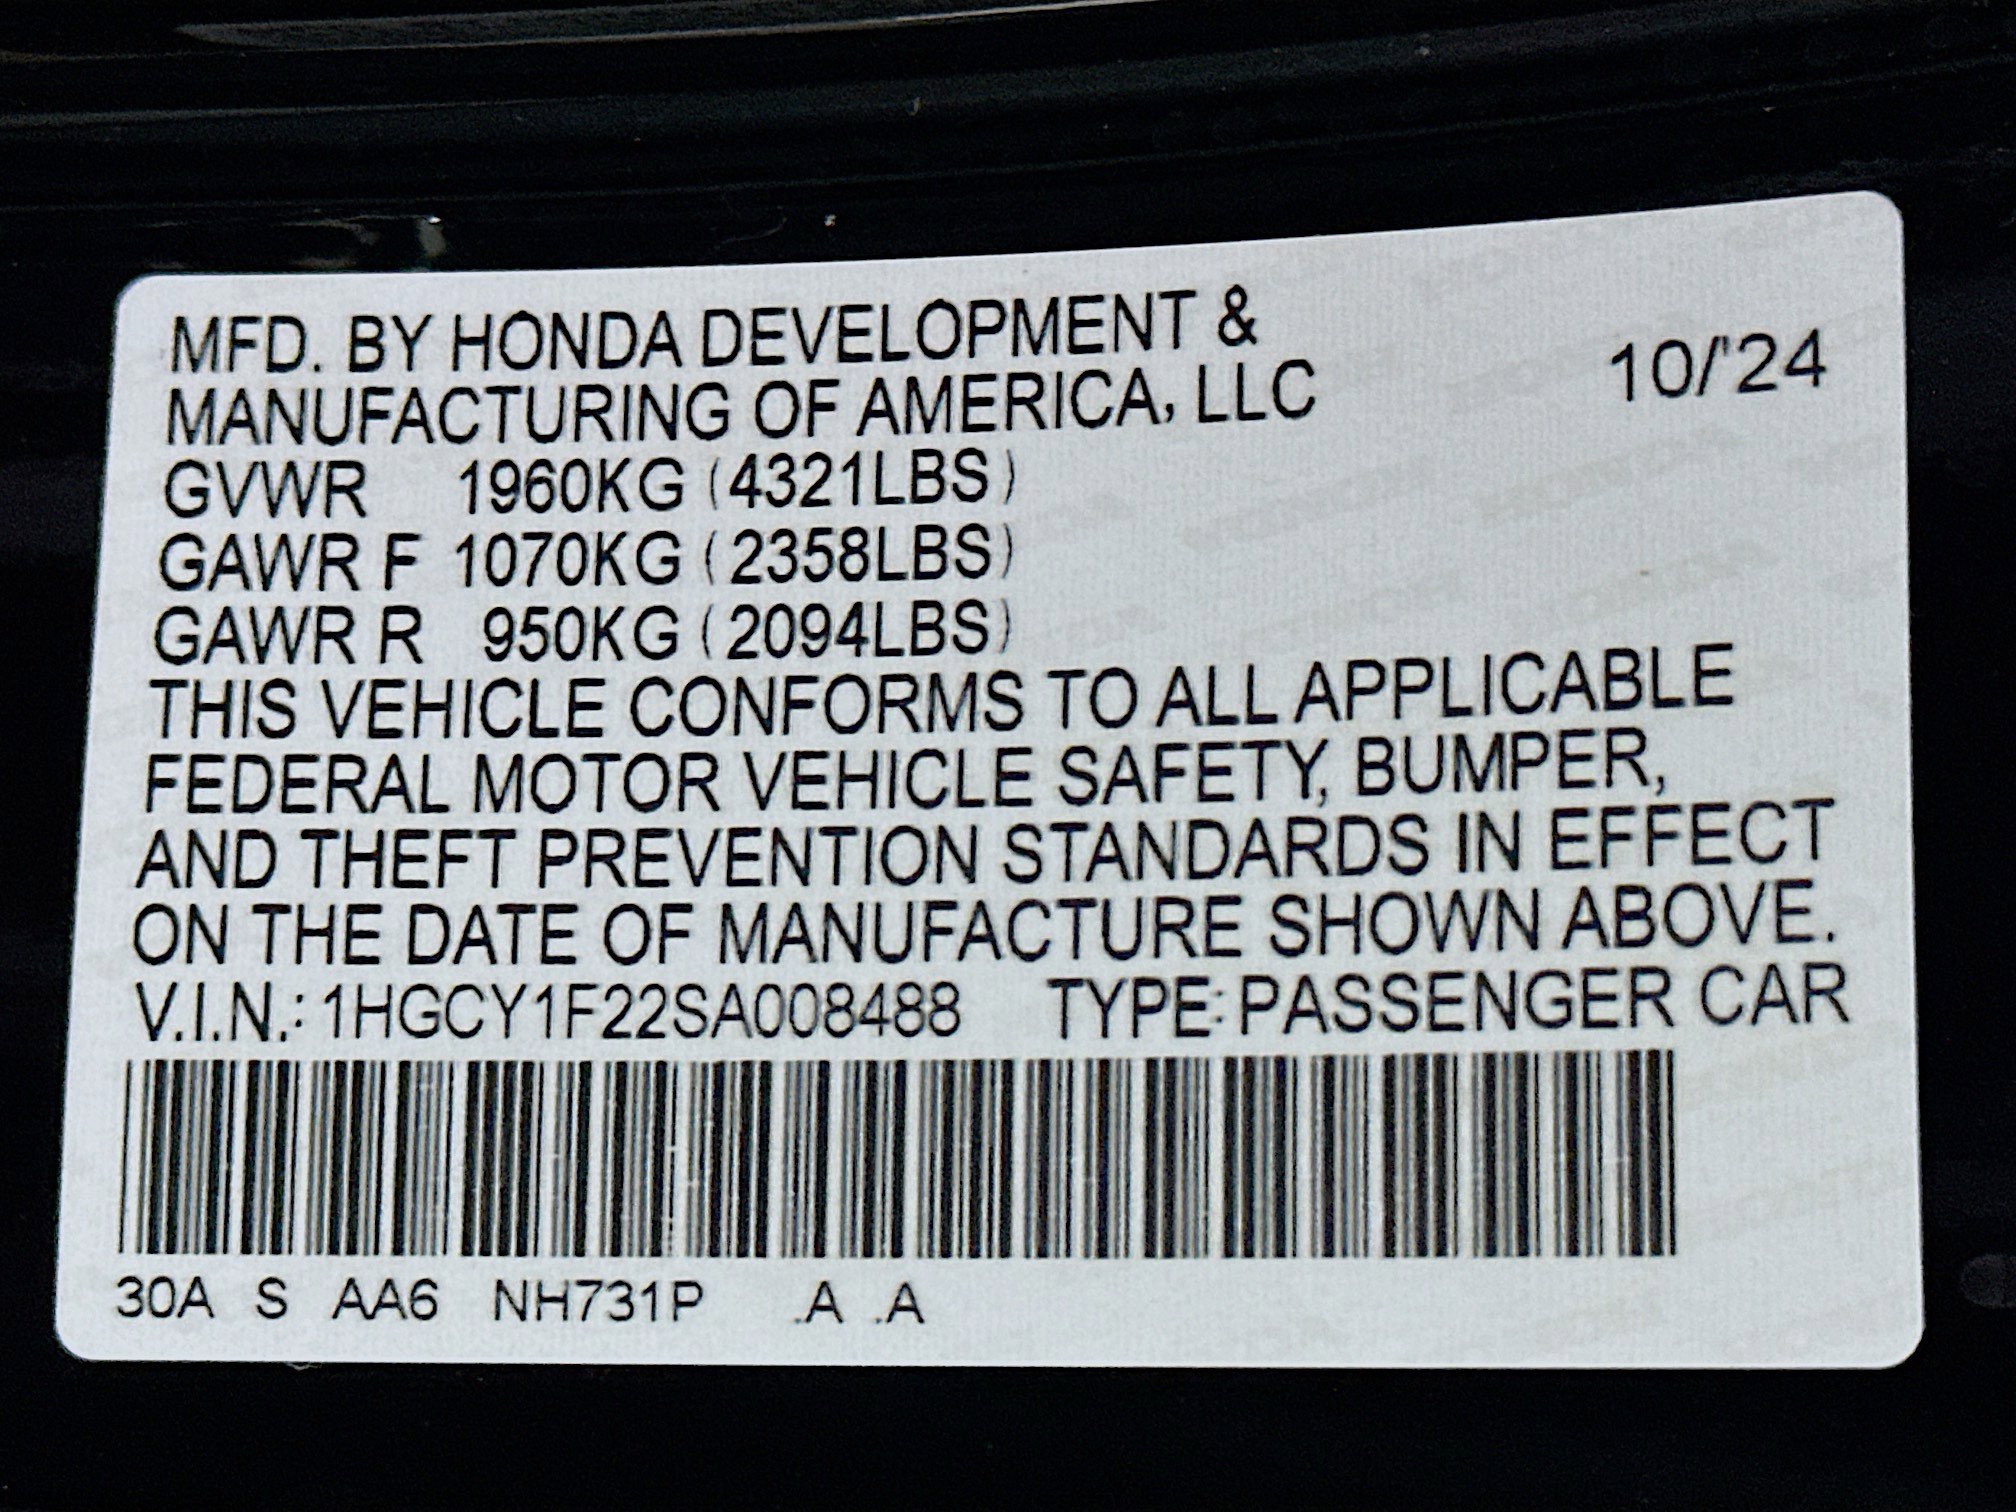 MFD. BY HONDA DEVELOPMENT &
MANUFACTURING OF AMERICA, LLC
10/'24
GVWR 1960KG (4321LBS)
GAWR F 1070KG (2358LBS)
GAWR R 950KG (2094LBS)
THIS VEHICLE CONFORMS TO ALL APPLICABLE
FEDERAL MOTOR VEHICLE SAFETY, BUMPER,
AND THEFT PREVENTION STANDARDS IN EFFECT
ON THE DATE OF MANUFACTURE SHOWN ABOVE.
V.I.N.: 1HGCY1F22SA008488 TYPE: PASSENGER CAR
30A S AA6 NH731P .A .A